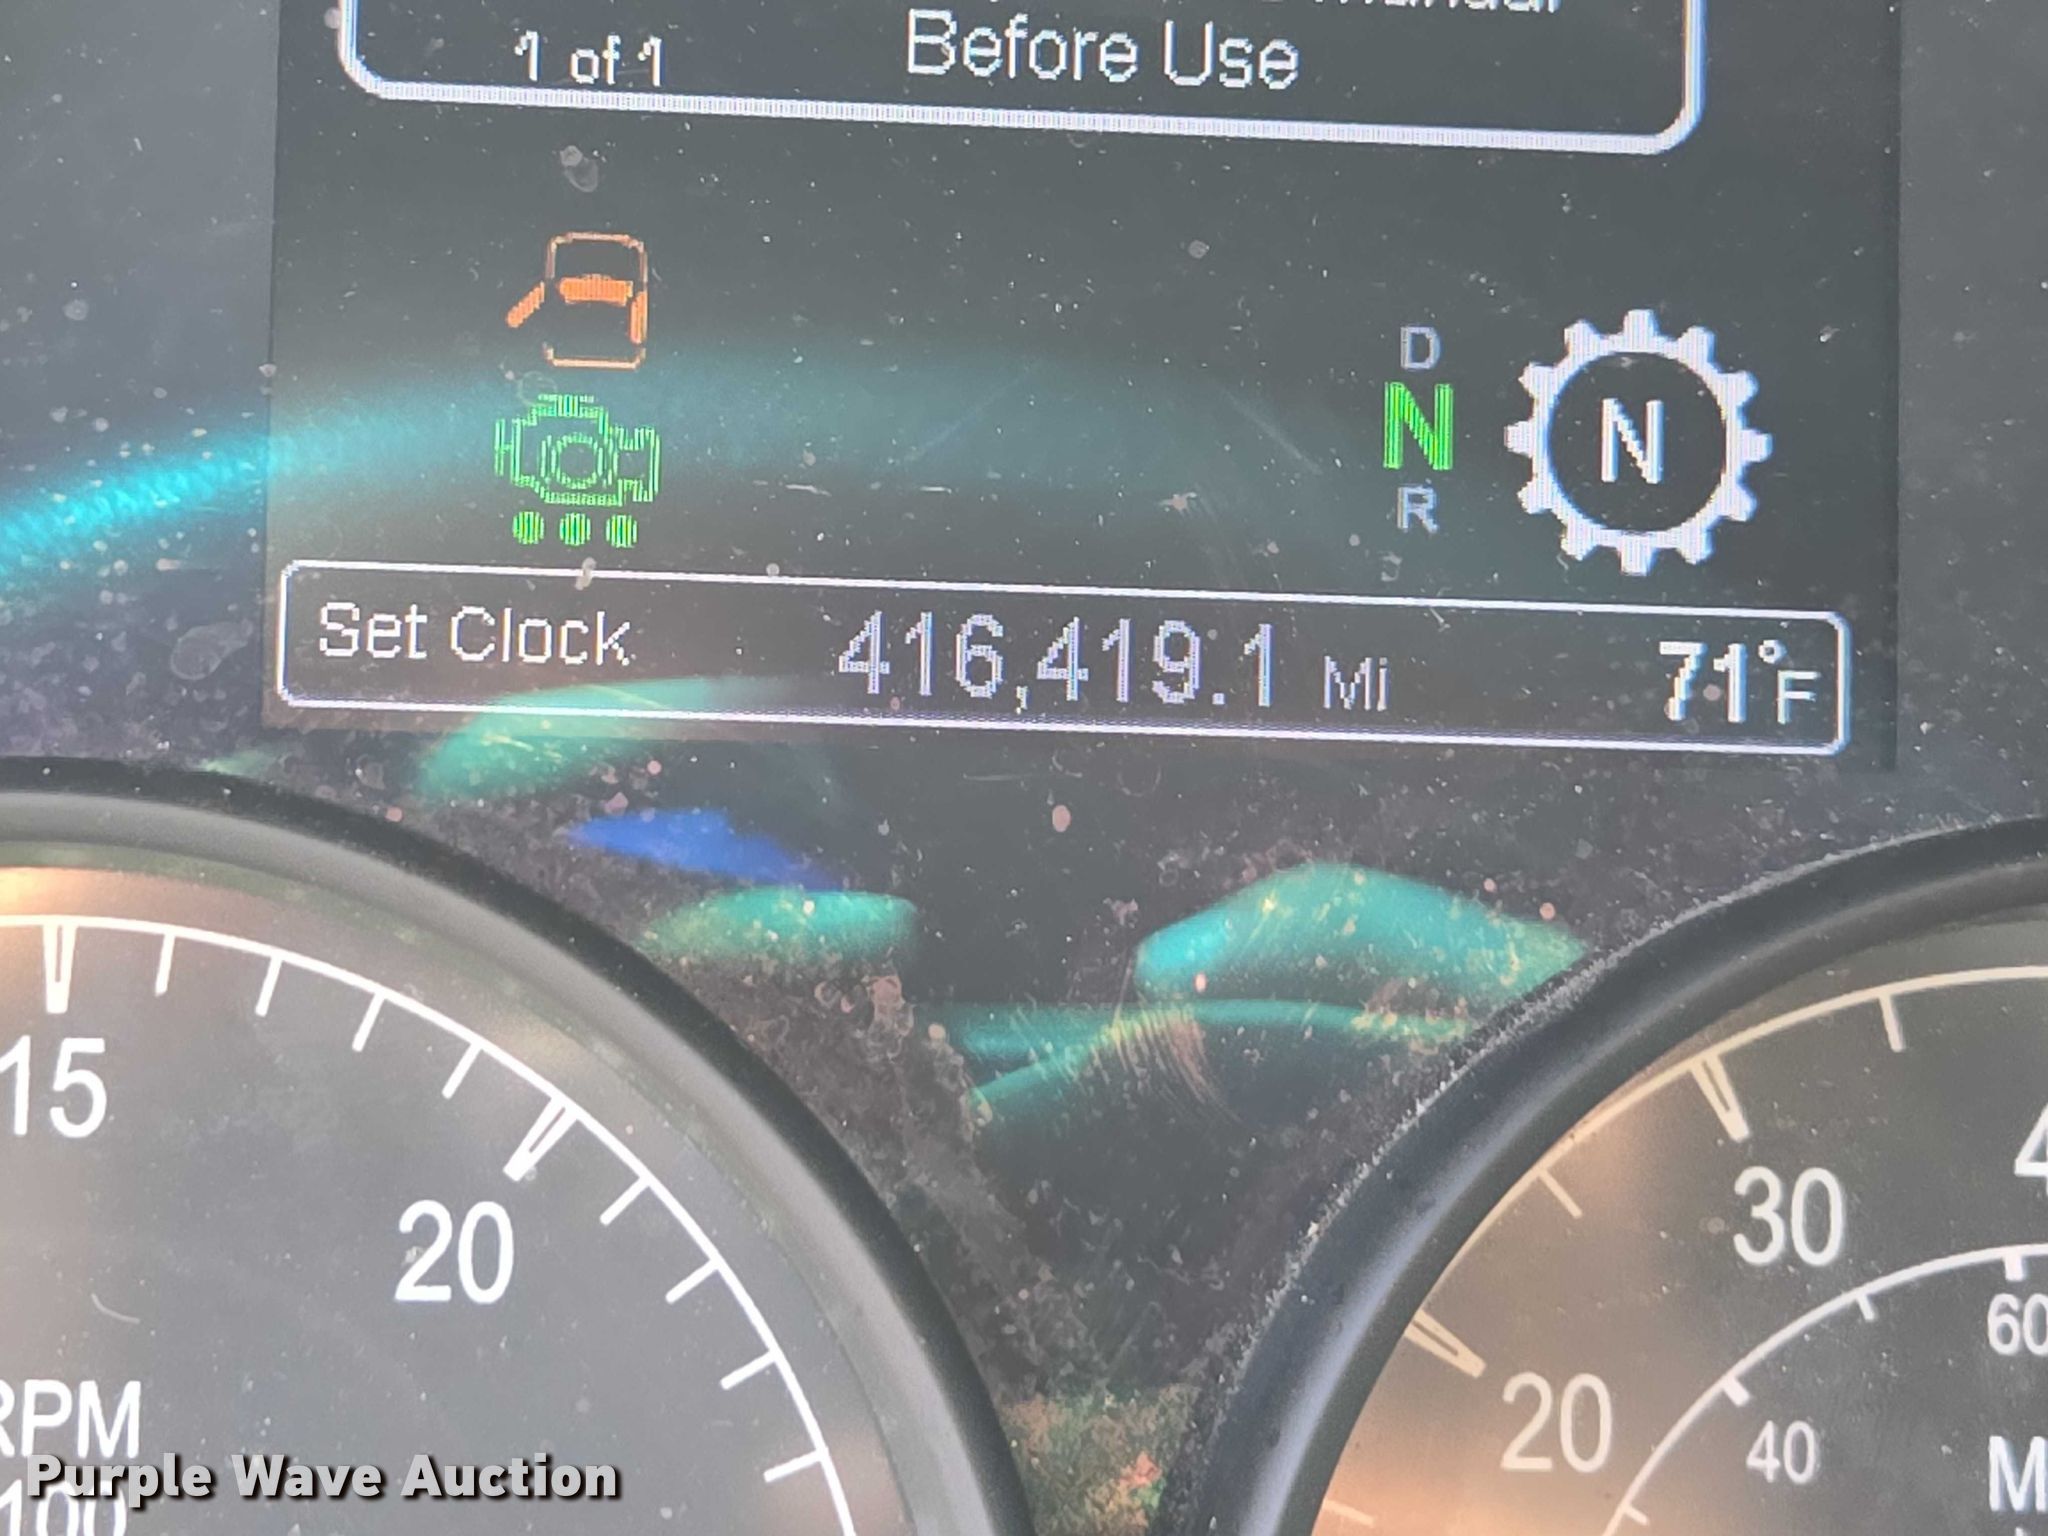 1 of 1
Before Use
D
N
R
N
Set Clock 416,419.1 Mi 71°F
15
20
RPM
100
30
20
60
40
Purple Wave Auction